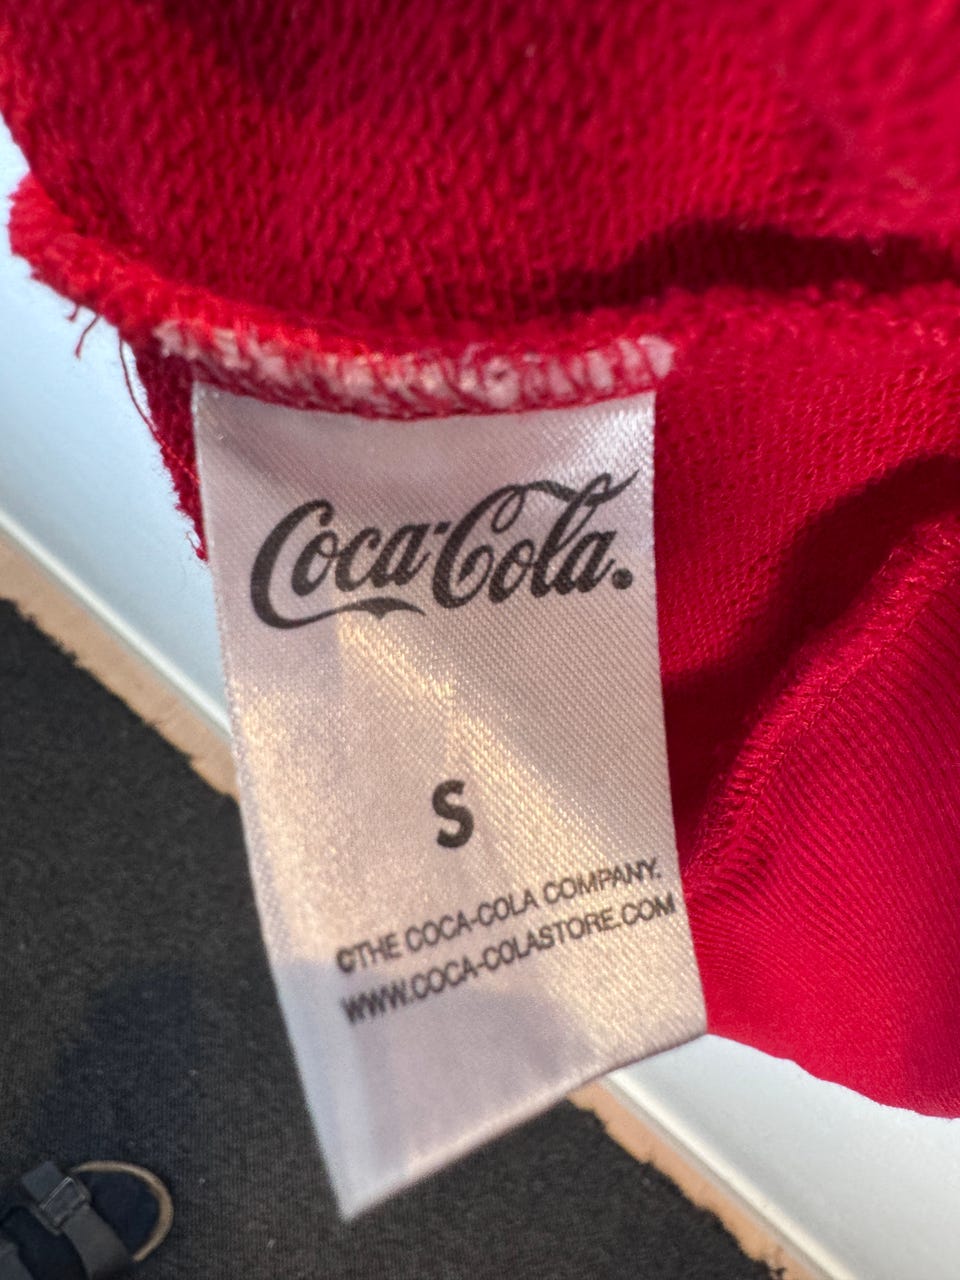 Coca-Cola®
S
©THE COCA-COLA COMPANY.
WWW.COCA-COLASTORE.COM